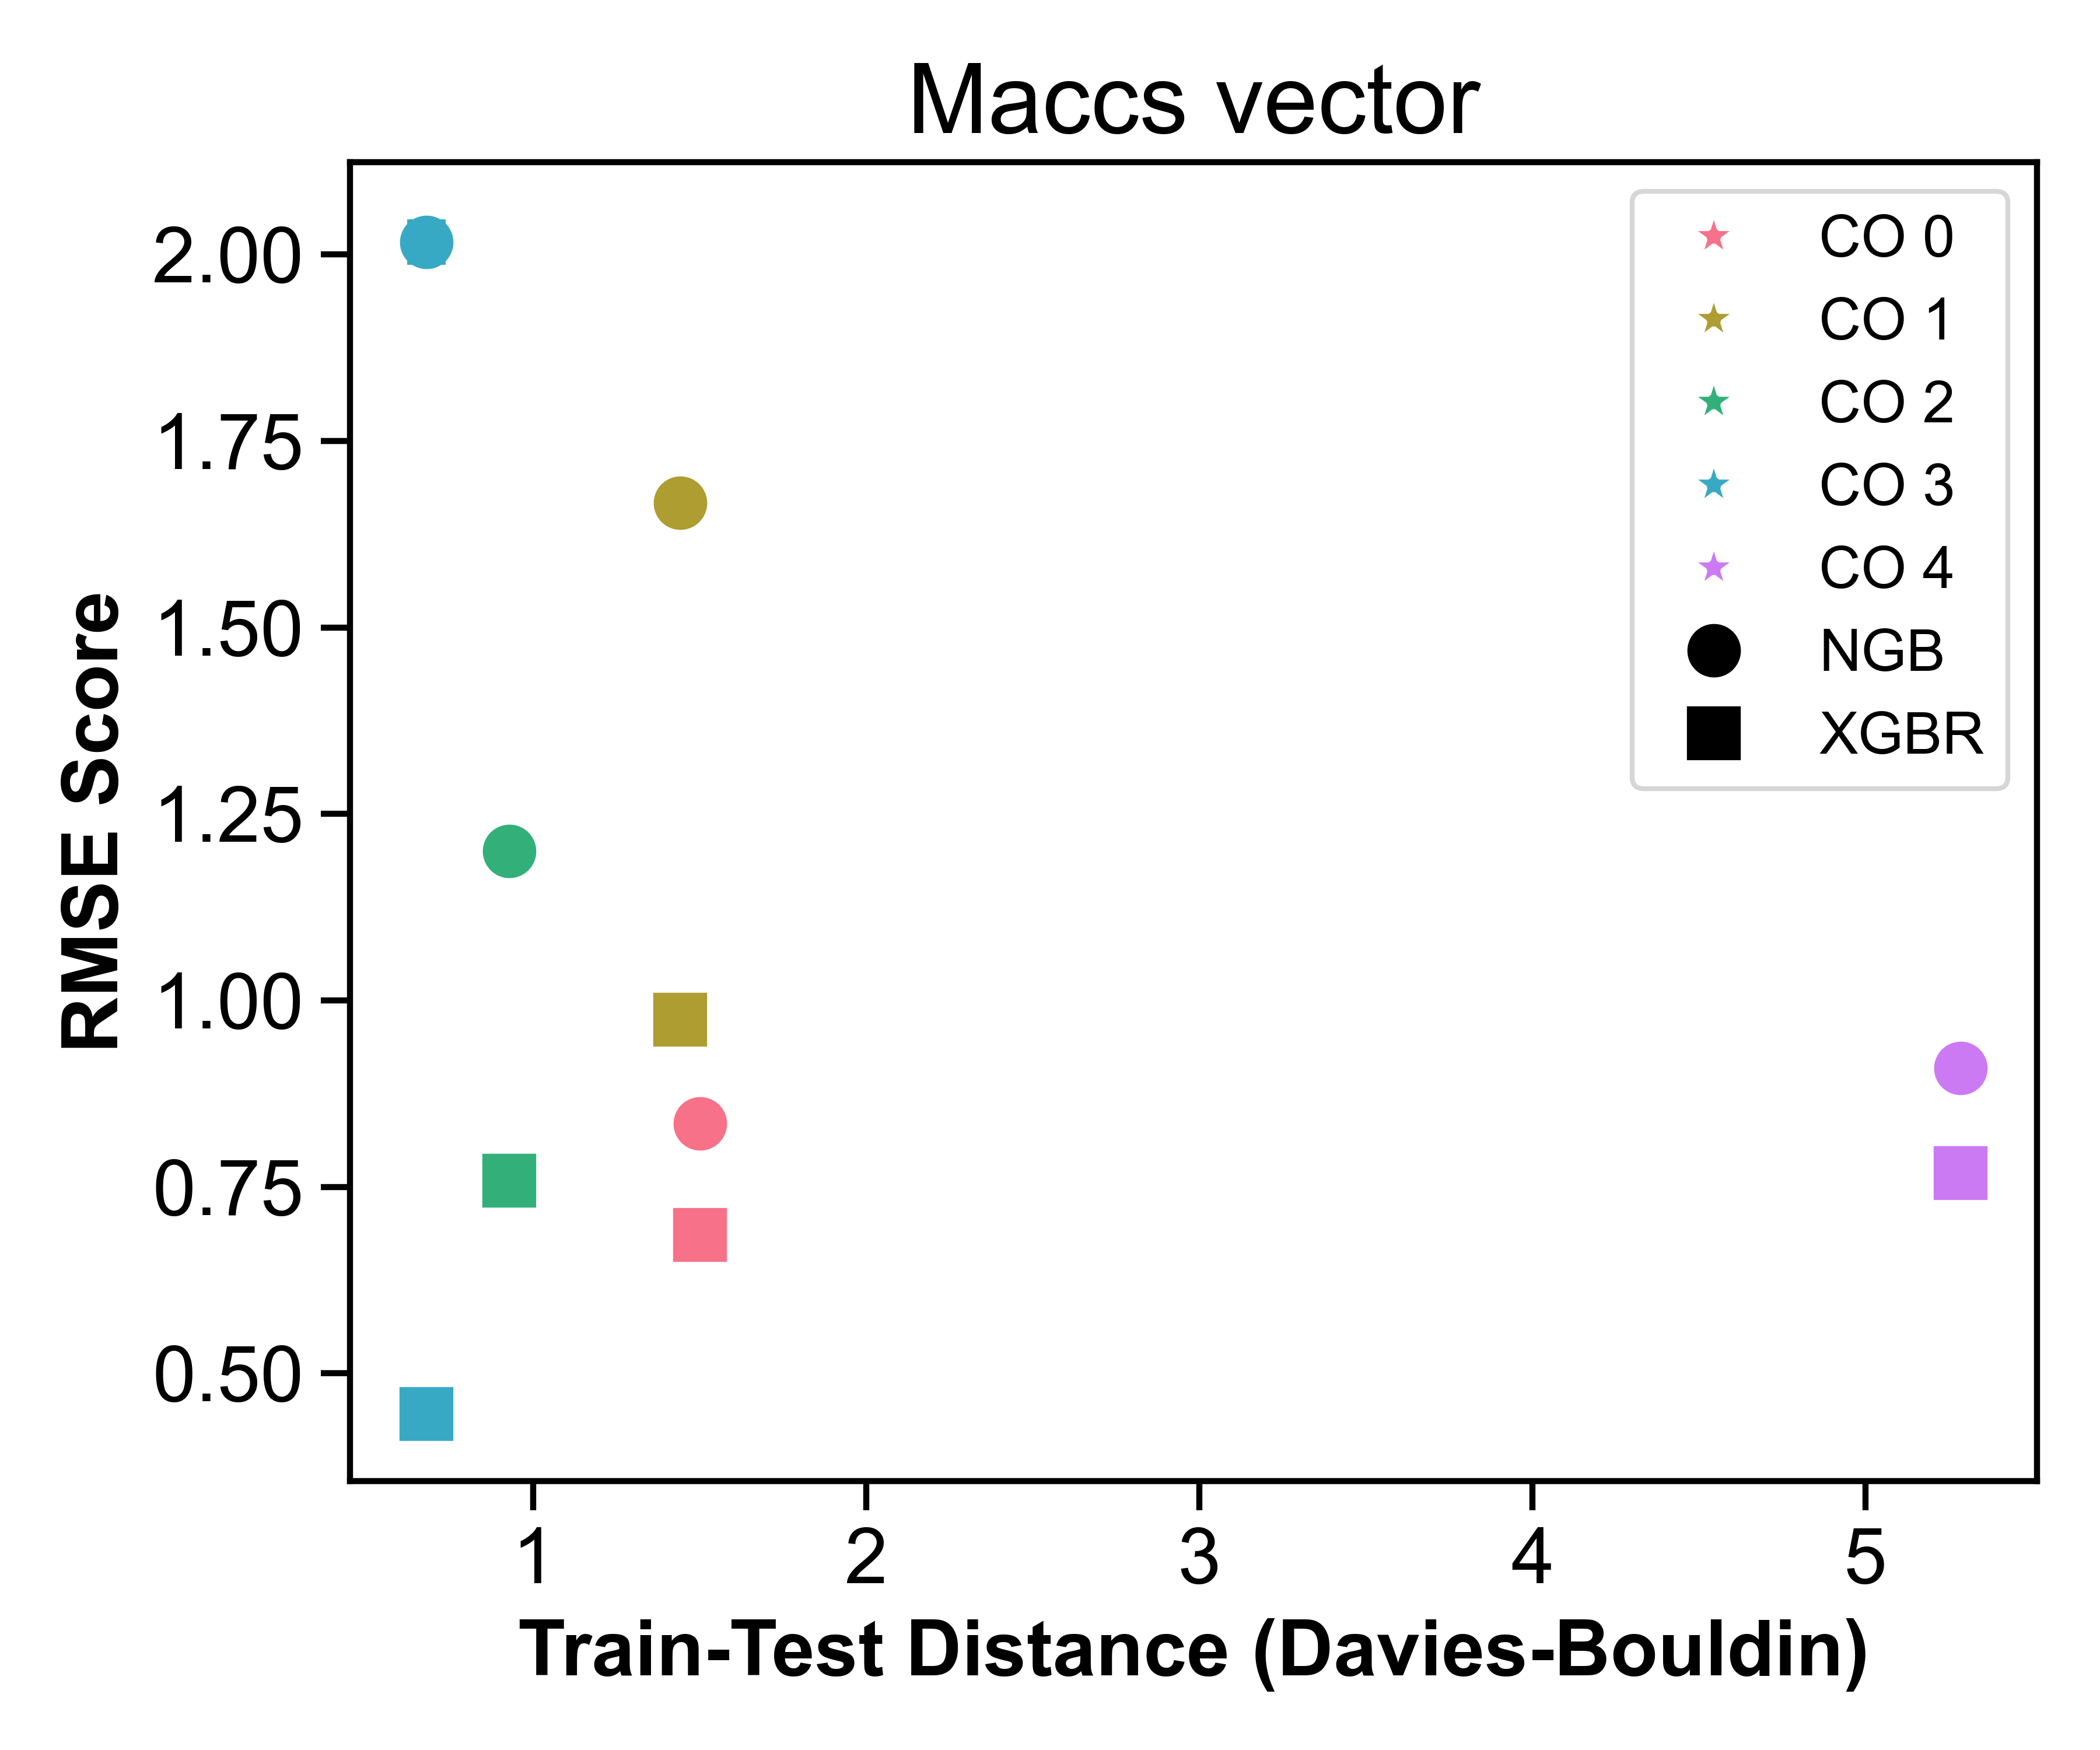 Maccs vector
RMSE Score
2.00
1.75
1.50
1.25
1.00
0.75
0.50
CO 0
CO 1
CO 2
CO 3
CO 4
NGB
XGBR
1 2 3 4 5
Train-Test Distance (Davies-Bouldin)